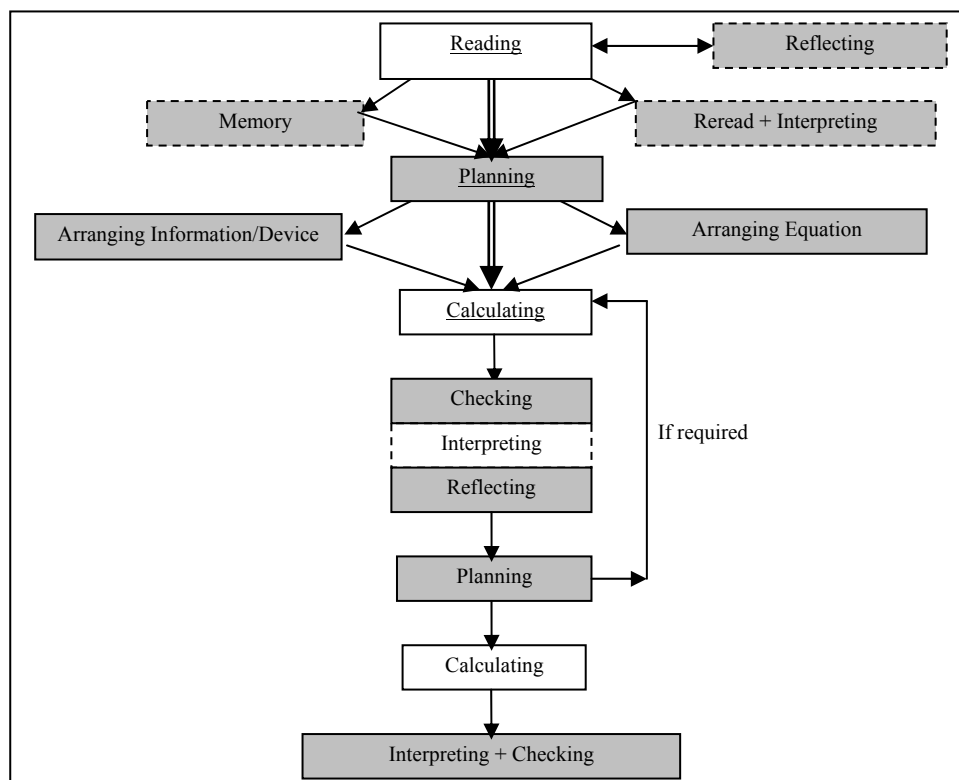 Reading
Reflecting
Memory
Reread + Interpreting
Planning
Arranging Information/Device
Arranging Equation
Calculating
Checking
Interpreting
If required
Reflecting
Planning
Calculating
Interpreting + Checking